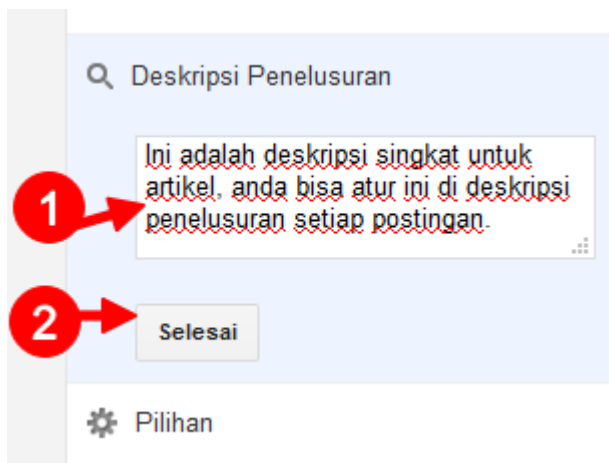 Deskripsi Penelusuran
Ini adalah deskripsi singkat untuk
artikel, anda bisa atur ini di deskripsi
penelusuran setiap postingan.
1
2
Selesai
Pilihan